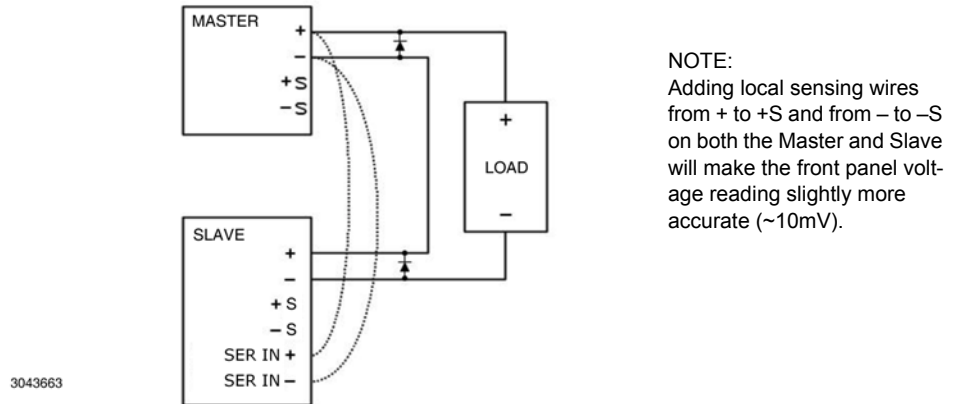 MASTER
+
–
+S
–S
+
LOAD
–
SLAVE
+
–
+ S
– S
SER IN +
SER IN –
3043663
NOTE:
Adding local sensing wires
from + to +S and from – to –S
on both the Master and Slave
will make the front panel volt-
age reading slightly more
accurate (~10mV).